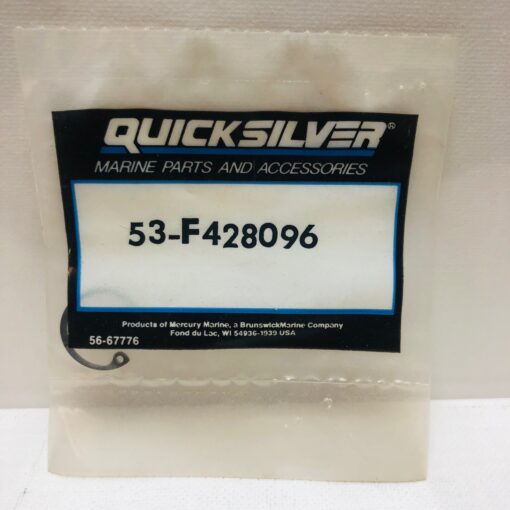 QUICKSILVER®
MARINE PARTS AND ACCESSORIES
53-F428096
Products of Mercury Marine, a BrunswickMarine Company
Fond du Lac, WI 54936-1939 USA
56-67776